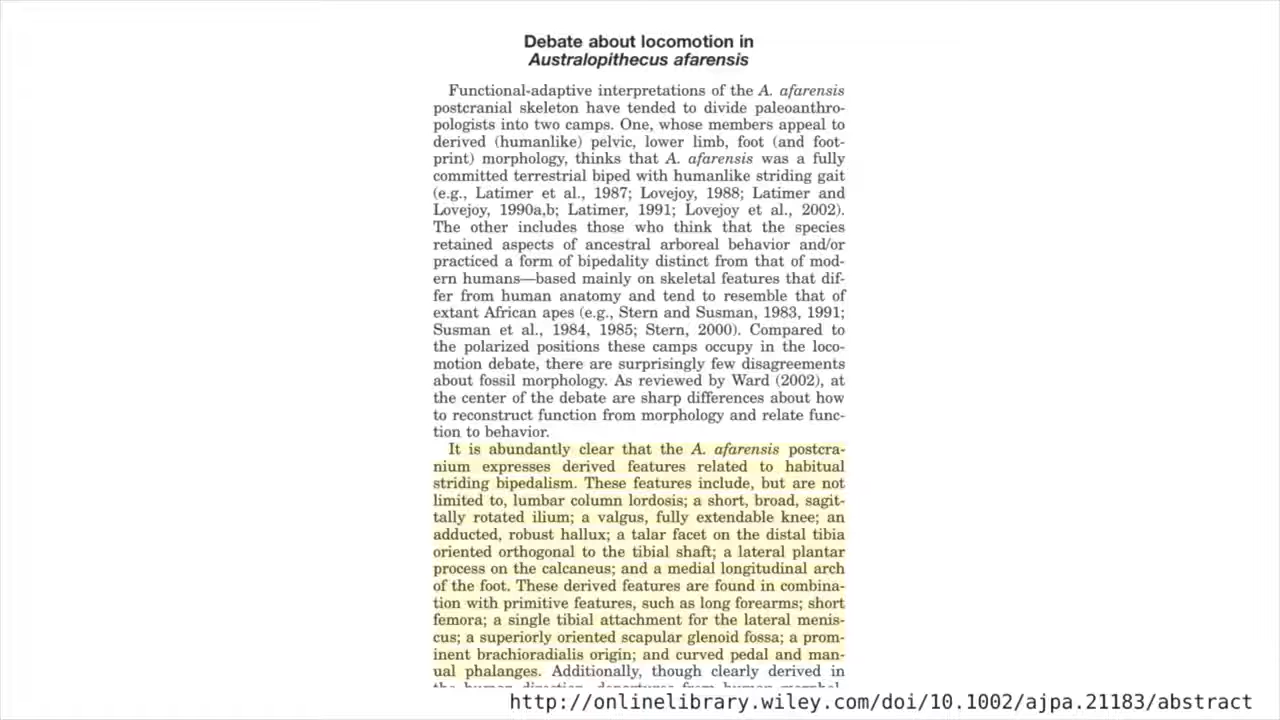 Debate about locomotion in
Australopithecus afarensis
Functional-adaptive interpretations of the A. afarensis
postcranial skeleton have tended to divide paleoanthro-
pologists into two camps. One, whose members appeal to
derived (humanlike) pelvic, lower limb, foot (and foot-
print) morphology, thinks that A. afarensis was a fully
committed terrestrial biped with humanlike striding gait
(e.g., Latimer et al., 1987; Lovejoy, 1988; Latimer and
Lovejoy, 1990a,b; Latimer, 1991; Lovejoy et al., 2002).
The other includes those who think that the species
retained aspects of ancestral arboreal behavior and/or
practiced a form of bipedality distinct from that of mod-
ern humans—based mainly on skeletal features that dif-
fer from human anatomy and tend to resemble that of
extant African apes (e.g., Stern and Susman, 1983, 1991;
Susman et al., 1984, 1985; Stern, 2000). Compared to
the polarized positions these camps occupy in the loco-
motion debate, there are surprisingly few disagreements
about fossil morphology. As reviewed by Ward (2002), at
the center of the debate are sharp differences about how
to reconstruct function from morphology and relate func-
tion to behavior.
It is abundantly clear that the A. afarensis postcra-
nium expresses derived features related to habitual
striding bipedalism. These features include, but are not
limited to, lumbar column lordosis; a short, broad, sagit-
tally rotated ilium; a valgus, fully extendable knee; an
adducted, robust hallux; a talar facet on the distal tibia
oriented orthogonal to the tibial shaft; a lateral plantar
process on the calcaneus; and a medial longitudinal arch
of the foot. These derived features are found in combina-
tion with primitive features, such as long forearms; short
femora; a single tibial attachment for the lateral menis-
cus; a superiorly oriented scapular glenoid fossa; a prom-
inent brachioradialis origin; and curved pedal and man-
ual phalanges. Additionally, though clearly derived in
http://onlinelibrary.wiley.com/doi/10.1002/ajpa.21183/abstract